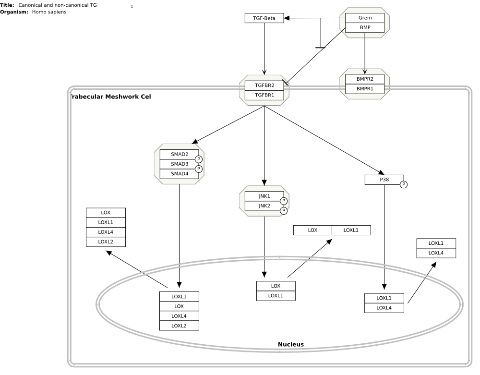 Title: Canonical and non-canonical TG
Organism: Homo sapiens
TGF-Beta
Grem
BMP
TGFBR2
TGFBR1
BMPR2
BMPR1
Trabecular Meshwork Cel
SMAD2
SMAD3
SMAD4
P
P
JNK1
JNK2
P
P
P38
P
LOX
LOXL1
LOXL4
LOXL2
LOX
LOXL1
LOXL1
LOXL4
LOXL1
LOX
LOXL4
LOXL2
LOX
LOXL1
LOXL1
LOXL4
Nucleus